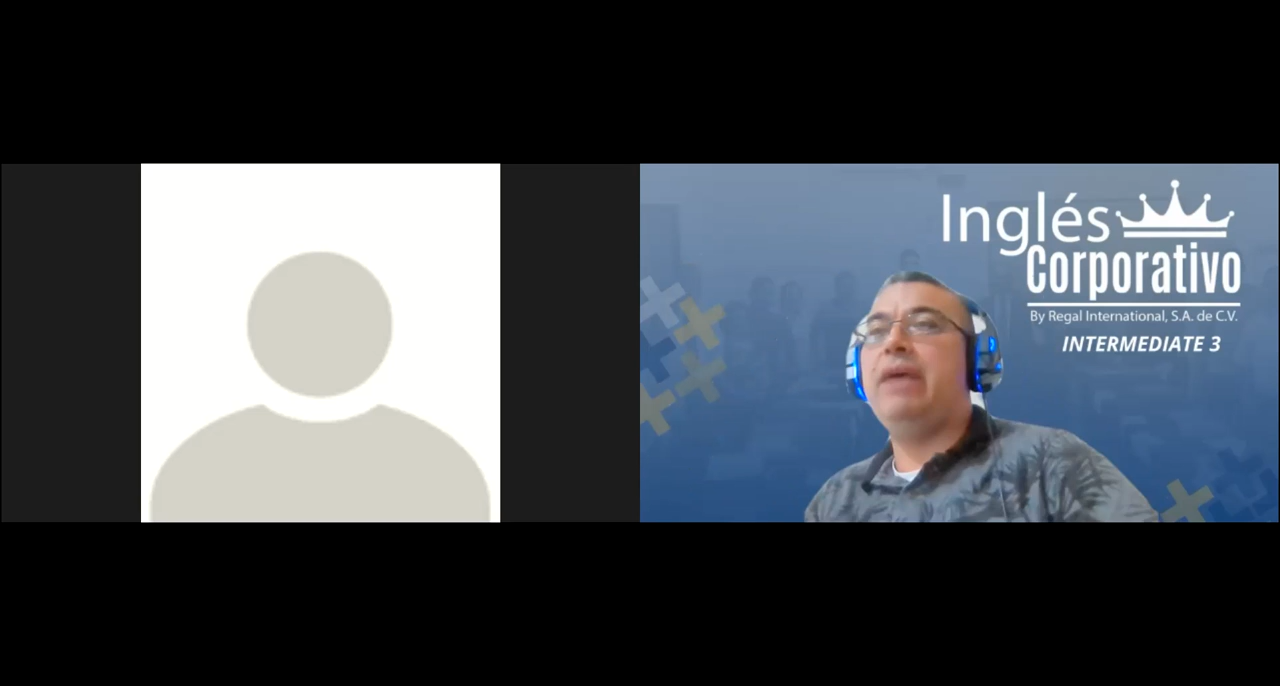 Inglés
Corporativo
By Regal International, S.A. de C.V.
INTERMEDIATE 3